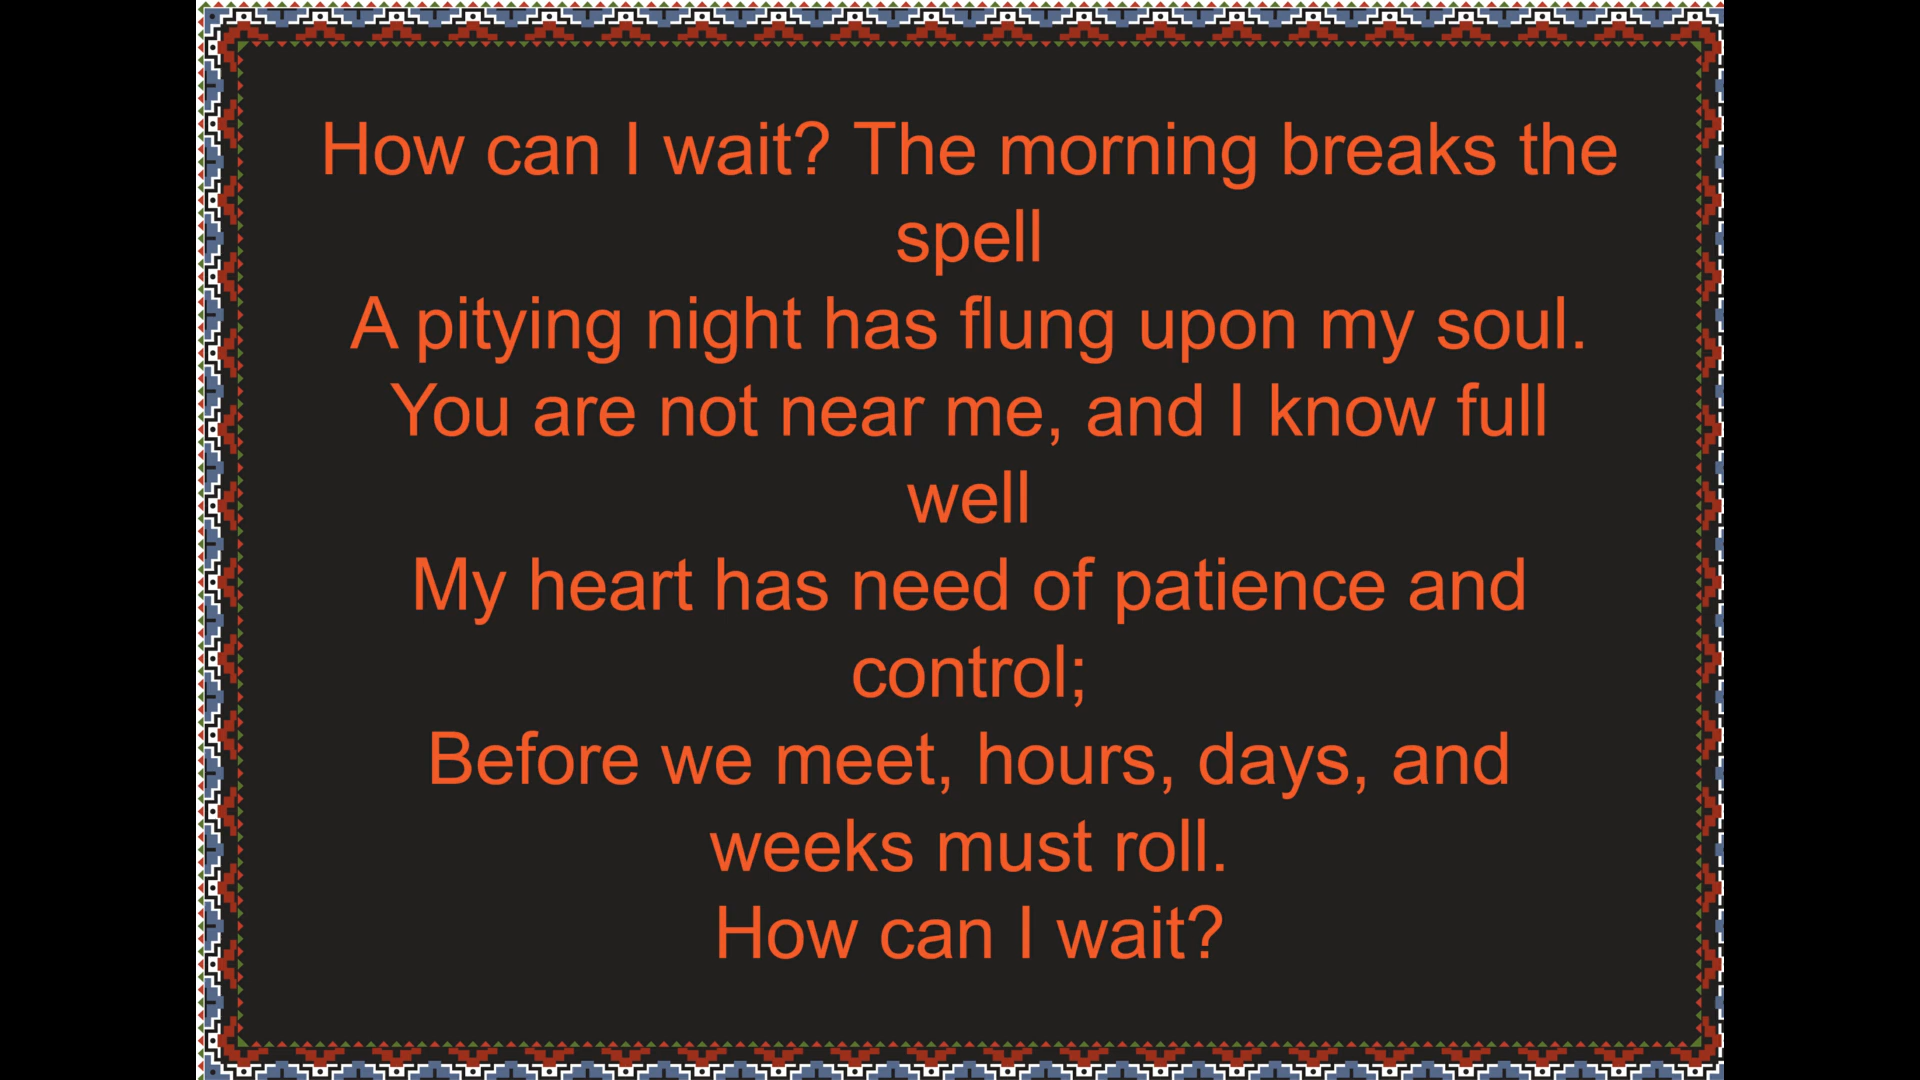 How can I wait? The morning breaks the
spell
A pitying night has flung upon my soul.
You are not near me, and I know full
well
My heart has need of patience and
control;
Before we meet, hours, days, and
weeks must roll.
How can I wait?